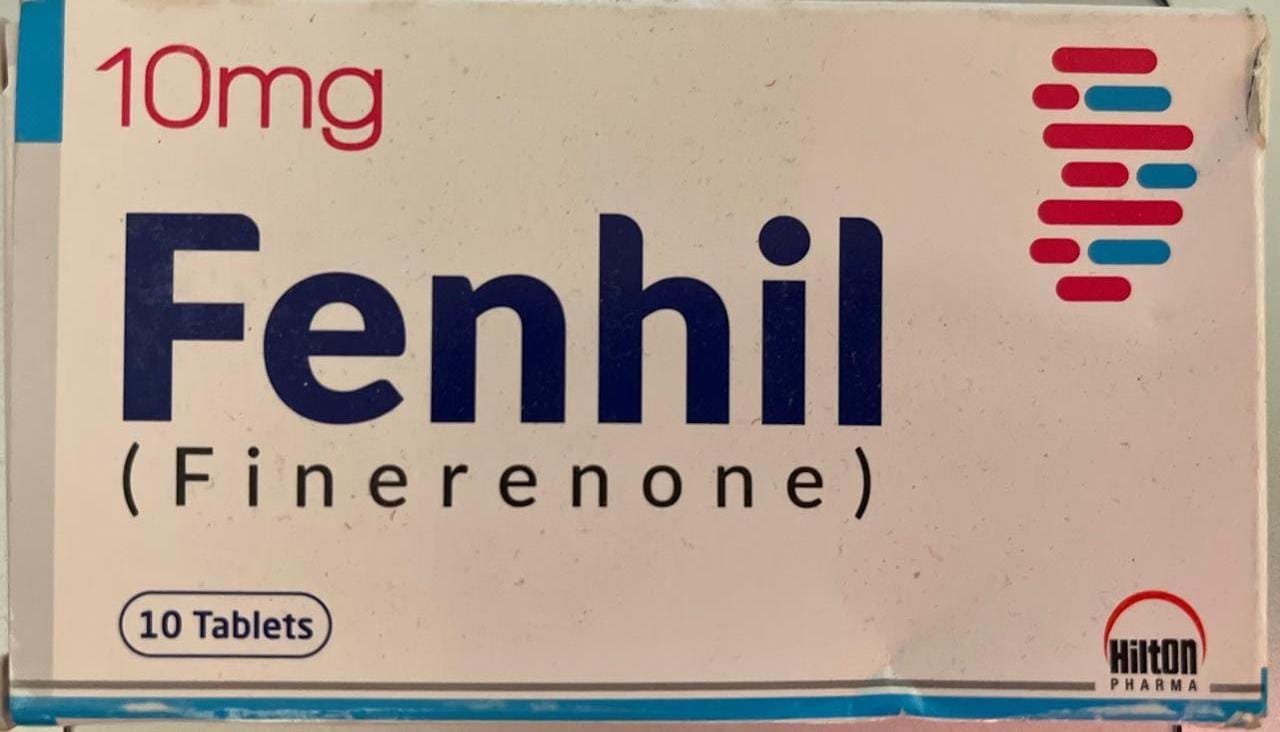 10mg
Fenhil
(Finerenone)
10 Tablets
HiltOn
PHARMA